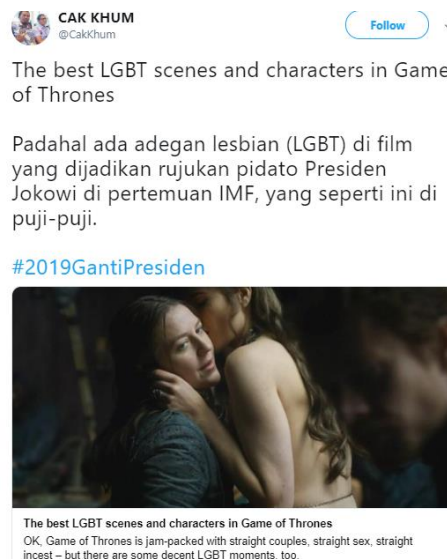 CAK KHUM
@CakKhum
Follow
The best LGBT scenes and characters in Game
of Thrones
Padahal ada adegan lesbian (LGBT) di film
yang dijadikan rujukan pidato Presiden
Jokowi di pertemuan IMF, yang seperti ini di
puji-puji.
#2019GantiPresiden
The best LGBT scenes and characters in Game of Thrones
OK, Game of Thrones is jam-packed with straight couples, straight sex, straight
incest – but there are some decent LGBT moments, too.